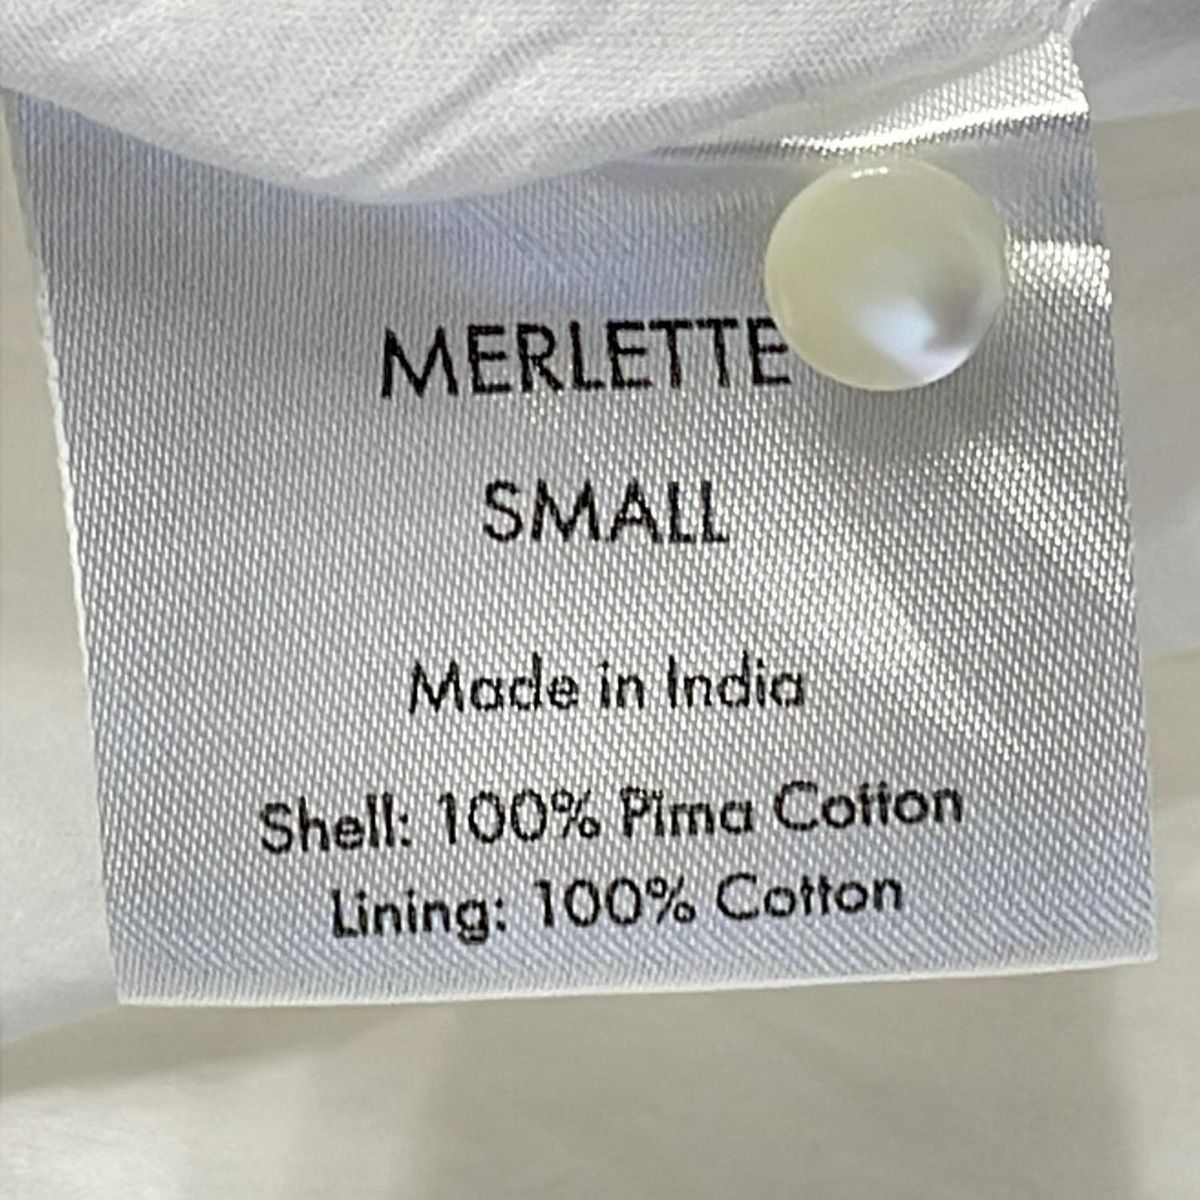 MERLETTE
SMALL
Made in India
Shell: 100% Pima Cotton
Lining: 100% Cotton